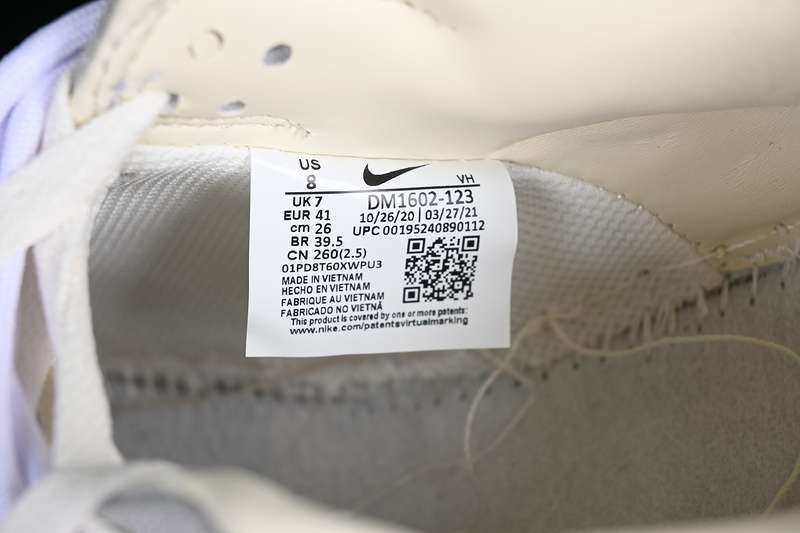 US
8
VH
UK 7
DM1602-123
EUR 41
10/26/20 | 03/27/21
cm 26
UPC 00195240890112
BR 39.5
CN 260(2.5)
01PD8T60XWPU3
MADE IN VIETNAM
HECHO EN VIETNAM
FABRIQUE AU VIETNAM
FABRICADO NO VIETNÃ
This product is covered by one or more patents:
www.nike.com/patentsvirtualmarking